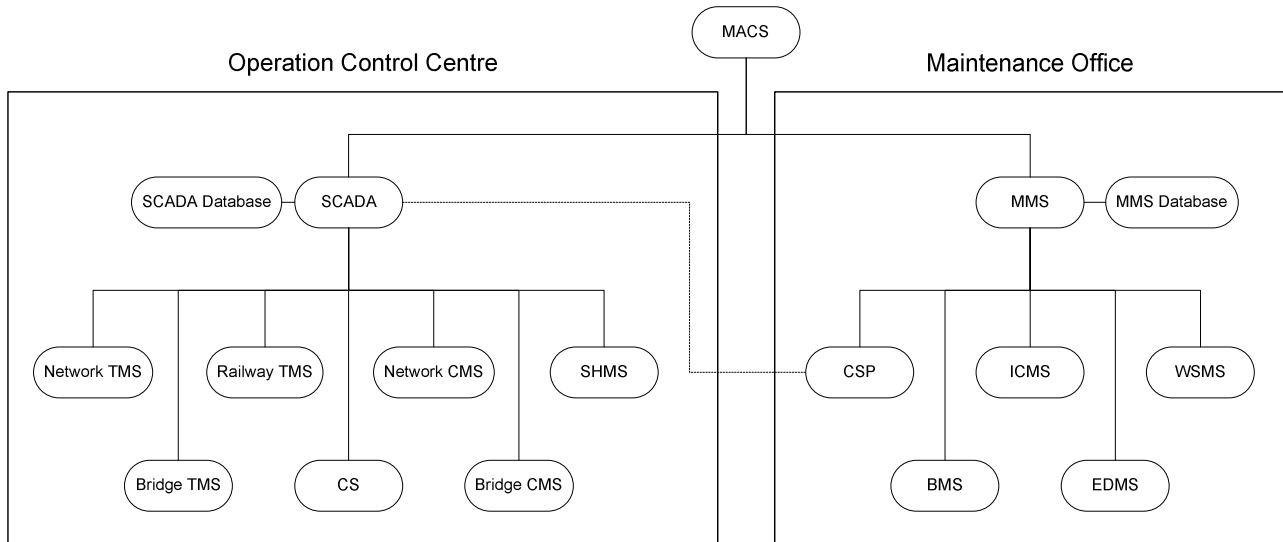 MACS
Operation Control Centre
Maintenance Office
SCADA Database
SCADA
MMS
MMS Database
Network TMS
Railway TMS
Network CMS
SHMS
CSP
ICMS
WSMS
Bridge TMS
CS
Bridge CMS
BMS
EDMS